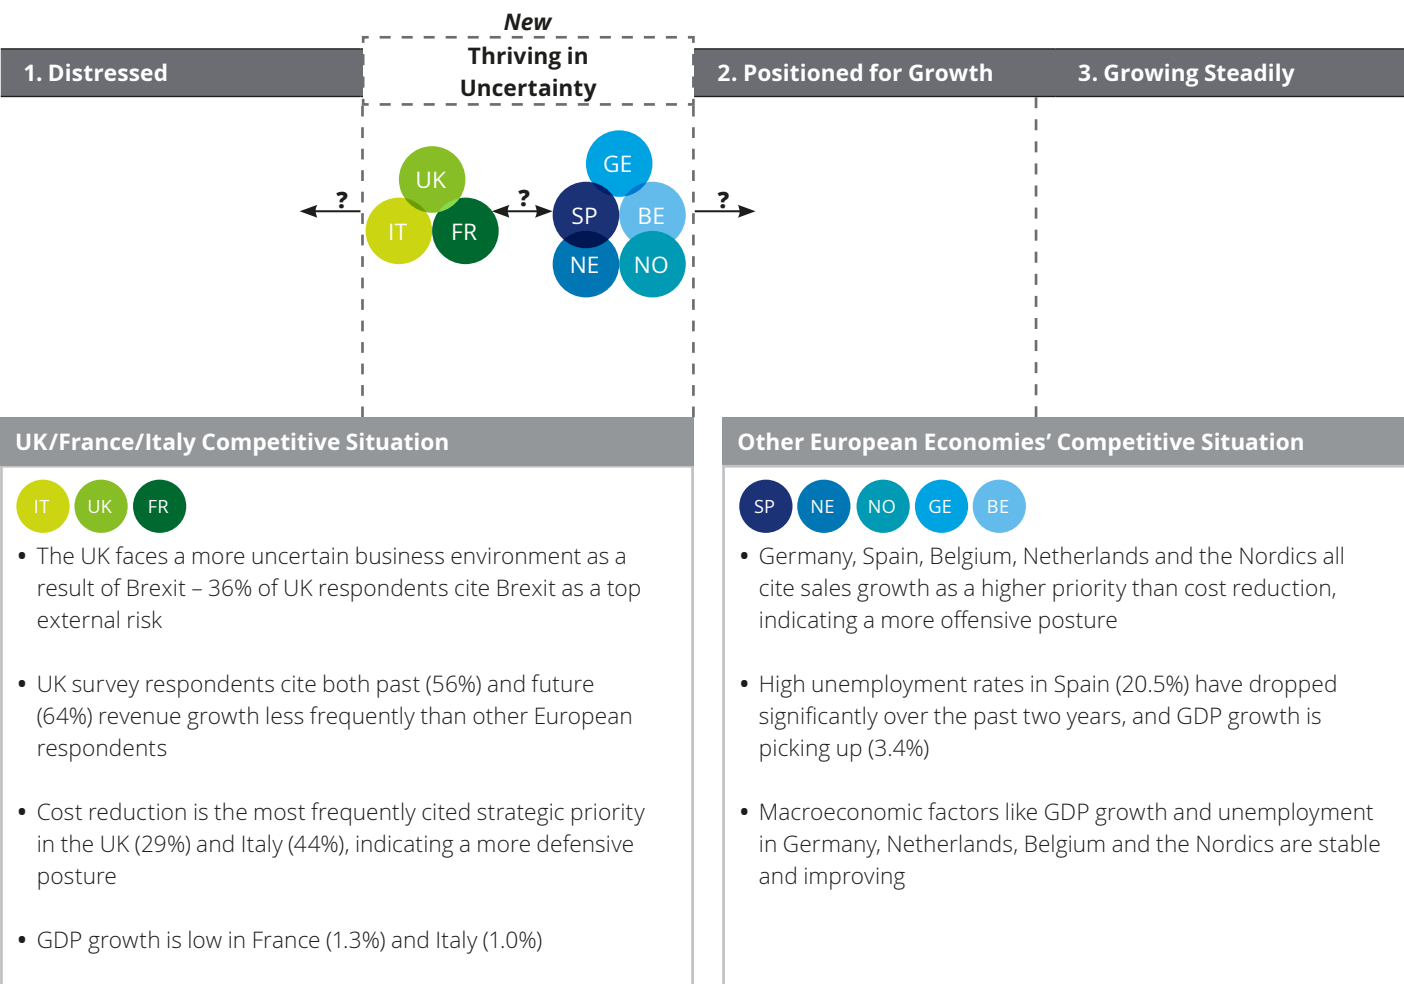 New
Thriving in
Uncertainty
1. Distressed
2. Positioned for Growth
3. Growing Steadily
GE
UK
? ? ?
SP BE
IT FR
NE NO
UK/France/Italy Competitive Situation
IT UK FR
• The UK faces a more uncertain business environment as a
result of Brexit – 36% of UK respondents cite Brexit as a top
external risk
• UK survey respondents cite both past (56%) and future
(64%) revenue growth less frequently than other European
respondents
• Cost reduction is the most frequently cited strategic priority
in the UK (29%) and Italy (44%), indicating a more defensive
posture
• GDP growth is low in France (1.3%) and Italy (1.0%)
Other European Economies’ Competitive Situation
SP NE NO GE BE
• Germany, Spain, Belgium, Netherlands and the Nordics all
cite sales growth as a higher priority than cost reduction,
indicating a more offensive posture
• High unemployment rates in Spain (20.5%) have dropped
significantly over the past two years, and GDP growth is
picking up (3.4%)
• Macroeconomic factors like GDP growth and unemployment
in Germany, Netherlands, Belgium and the Nordics are stable
and improving